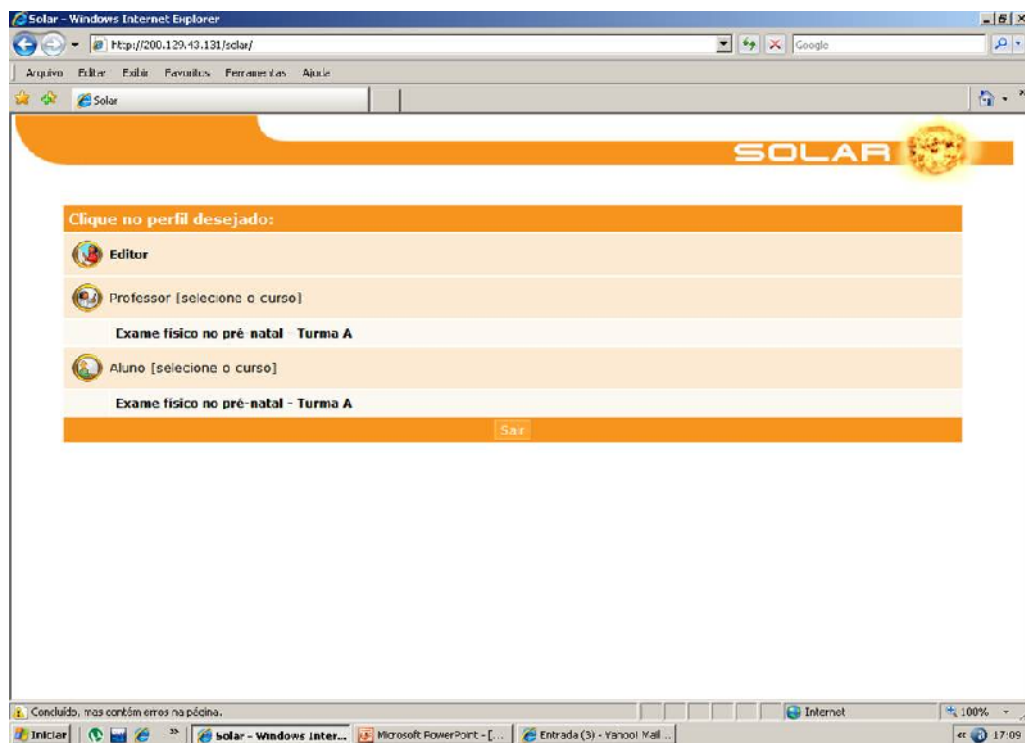 Solar - Windows Internet Explorer
http://200.129.43.131/solar/
Google
Arquivo Editar Exibir Favoritos Ferramentas Ajuda
Solar
SOLAR
Clique no perfil desejado:
Editor
Professor [selecione o curso]
Exame físico no pré-natal - Turma A
Aluno [selecione o curso]
Exame físico no pré-natal - Turma A
Sair
Concluído, mas contém erros na página.
Internet
100%
Iniciar
Solar - Windows Inter...
Microsoft PowerPoint - [...
Entrada (3) - Yahoo! Mail ...
17:09